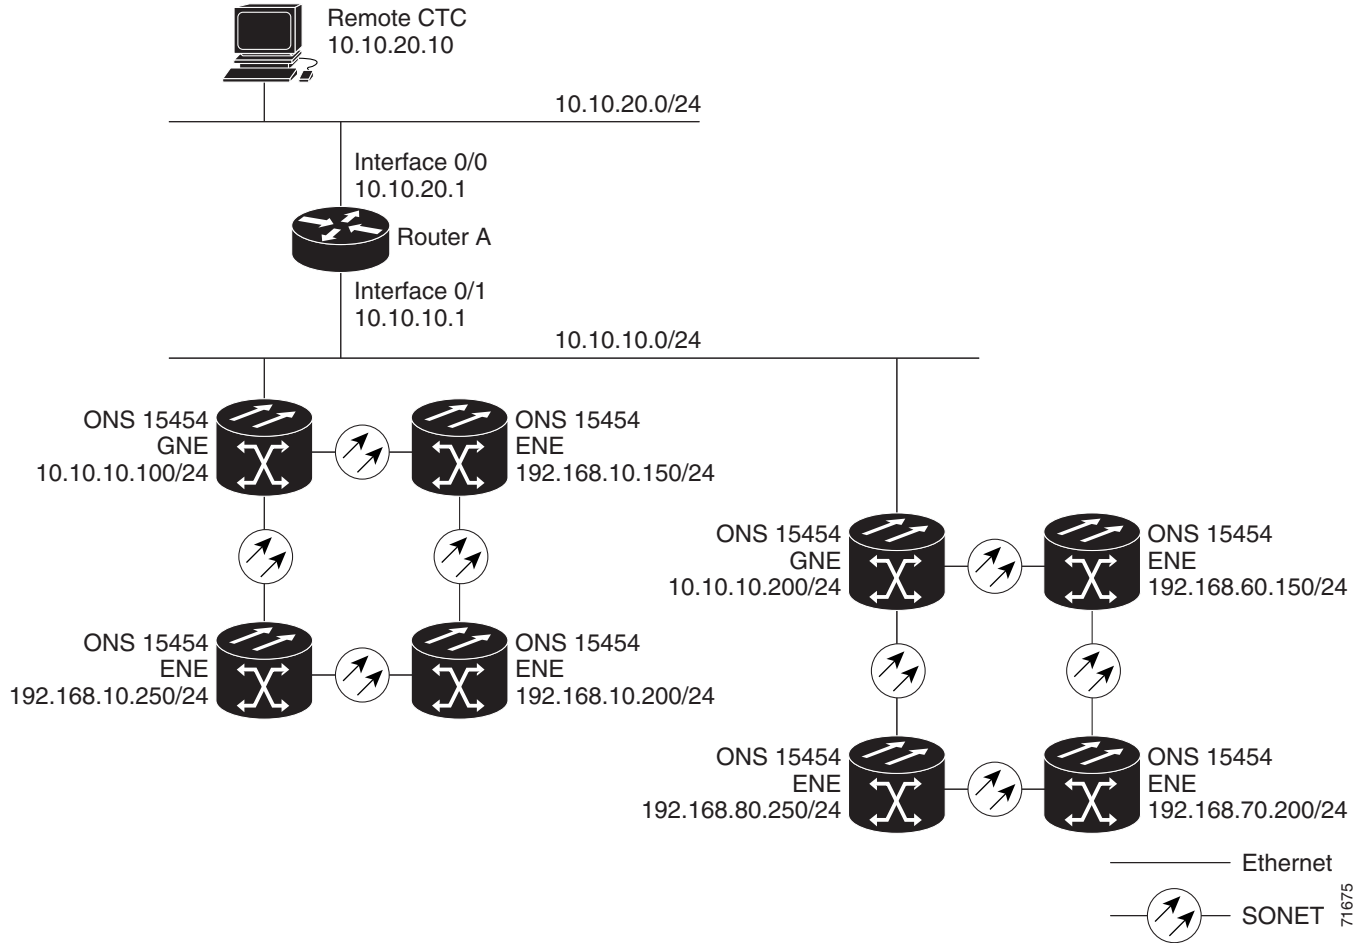 Remote CTC
10.10.20.10
10.10.20.0/24
Interface 0/0
10.10.20.1
Router A
Interface 0/1
10.10.10.1
10.10.10.0/24
ONS 15454
GNE
10.10.10.100/24
ONS 15454
ENE
192.168.10.150/24
ONS 15454
GNE
10.10.10.200/24
ONS 15454
ENE
192.168.60.150/24
ONS 15454
ENE
192.168.10.250/24
ONS 15454
ENE
192.168.10.200/24
ONS 15454
ENE
192.168.80.250/24
ONS 15454
ENE
192.168.70.200/24
Ethernet
SONET
71675